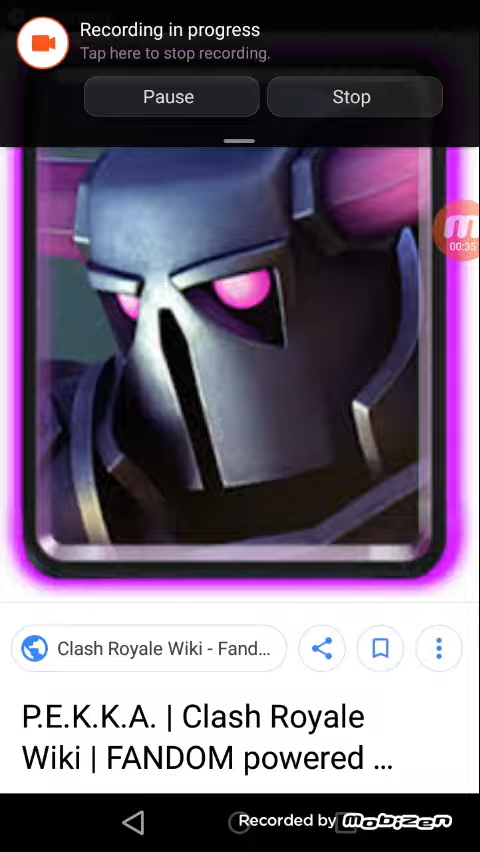 Recording in progress
Tap here to stop recording.
Pause
Stop
00:35
Clash Royale Wiki - Fand...
P.E.K.K.A. | Clash Royale
Wiki | FANDOM powered ...
Recorded by mobizen